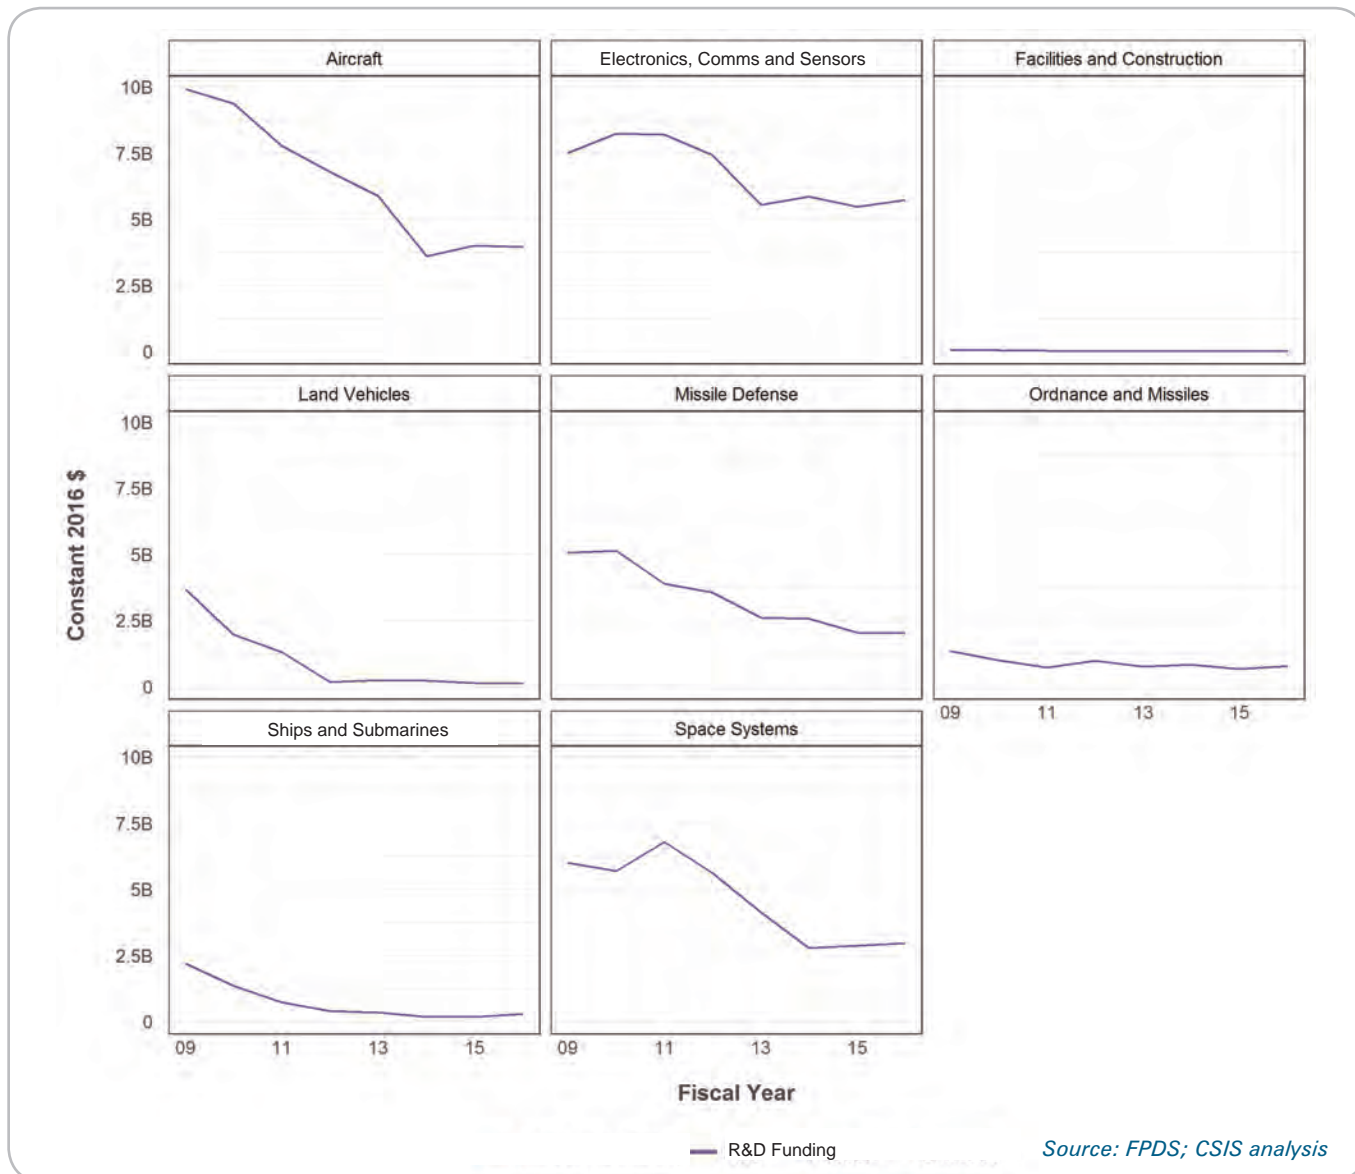 Aircraft
Electronics, Comms and Sensors
Facilities and Construction
10B
7.5B
5B
2.5B
0
Land Vehicles
Missile Defense
Ordnance and Missiles
10B
7.5B
5B
2.5B
0
Constant 2016 $
09 11 13 15
Ships and Submarines
Space Systems
10B
7.5B
5B
2.5B
0
09 11 13 15
09 11 13 15
Fiscal Year
R&D Funding
Source: FPDS; CSIS analysis